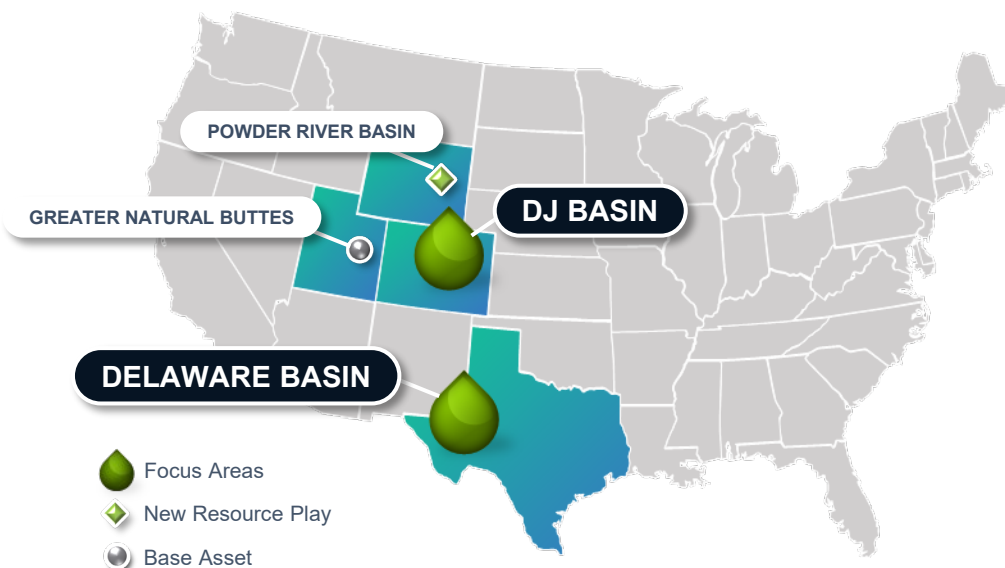 POWDER RIVER BASIN
GREATER NATURAL BUTTES
DJ BASIN
DELAWARE BASIN
Focus Areas
New Resource Play
Base Asset